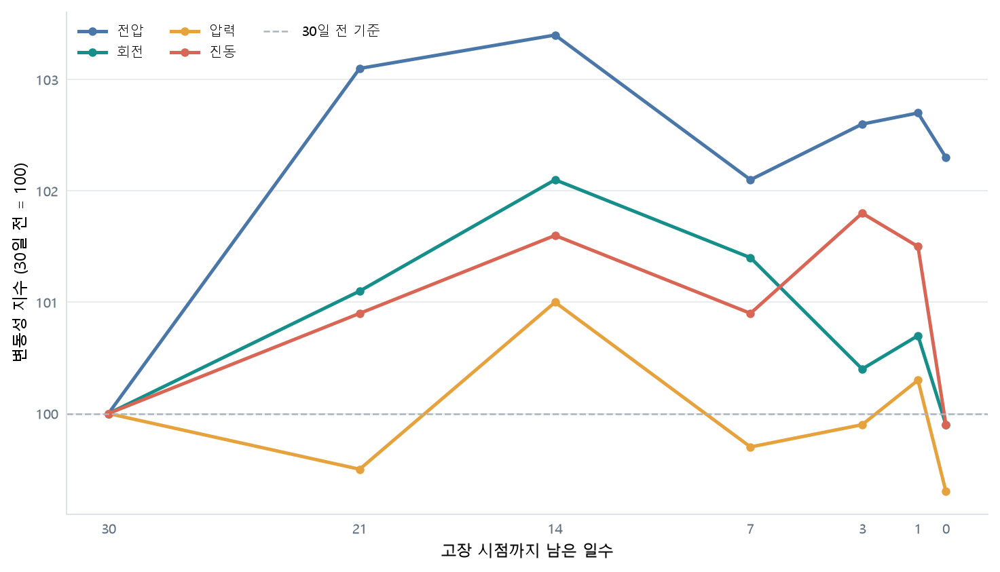 전압 압력 30일 전 기준
회전 진동
103
102
101
100
변동성 지수 (30일 전 = 100)
30 21 14 7 3 1 0
고장 시점까지 남은 일수